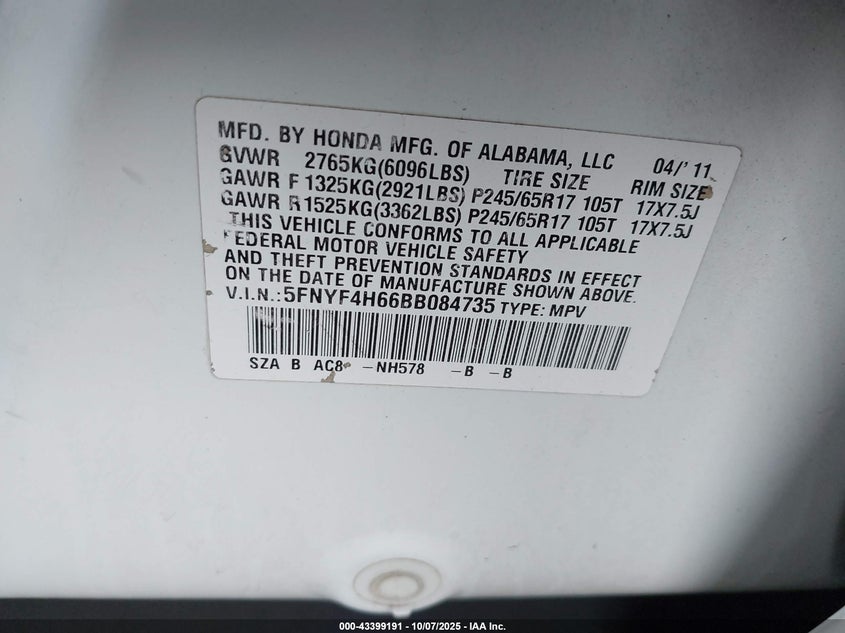 MFD. BY HONDA MFG. OF ALABAMA, LLC 04/' 11
GVWR 2765KG(6096LBS) TIRE SIZE RIM SIZE
GAWR F 1325KG(2921LBS) P245/65R17 105T 17X7.5J
GAWR R 1525KG(3362LBS) P245/65R17 105T 17X7.5J
THIS VEHICLE CONFORMS TO ALL APPLICABLE
FEDERAL MOTOR VEHICLE SAFETY
AND THEFT PREVENTION STANDARDS IN EFFECT
ON THE DATE OF MANUFACTURE SHOWN ABOVE.
V.I.N.:5FNYF4H66BB084735 TYPE: MPV
SZA B AC8 -NH578 -B -B
000-43399191 - 10/07/2025 - IAA Inc.